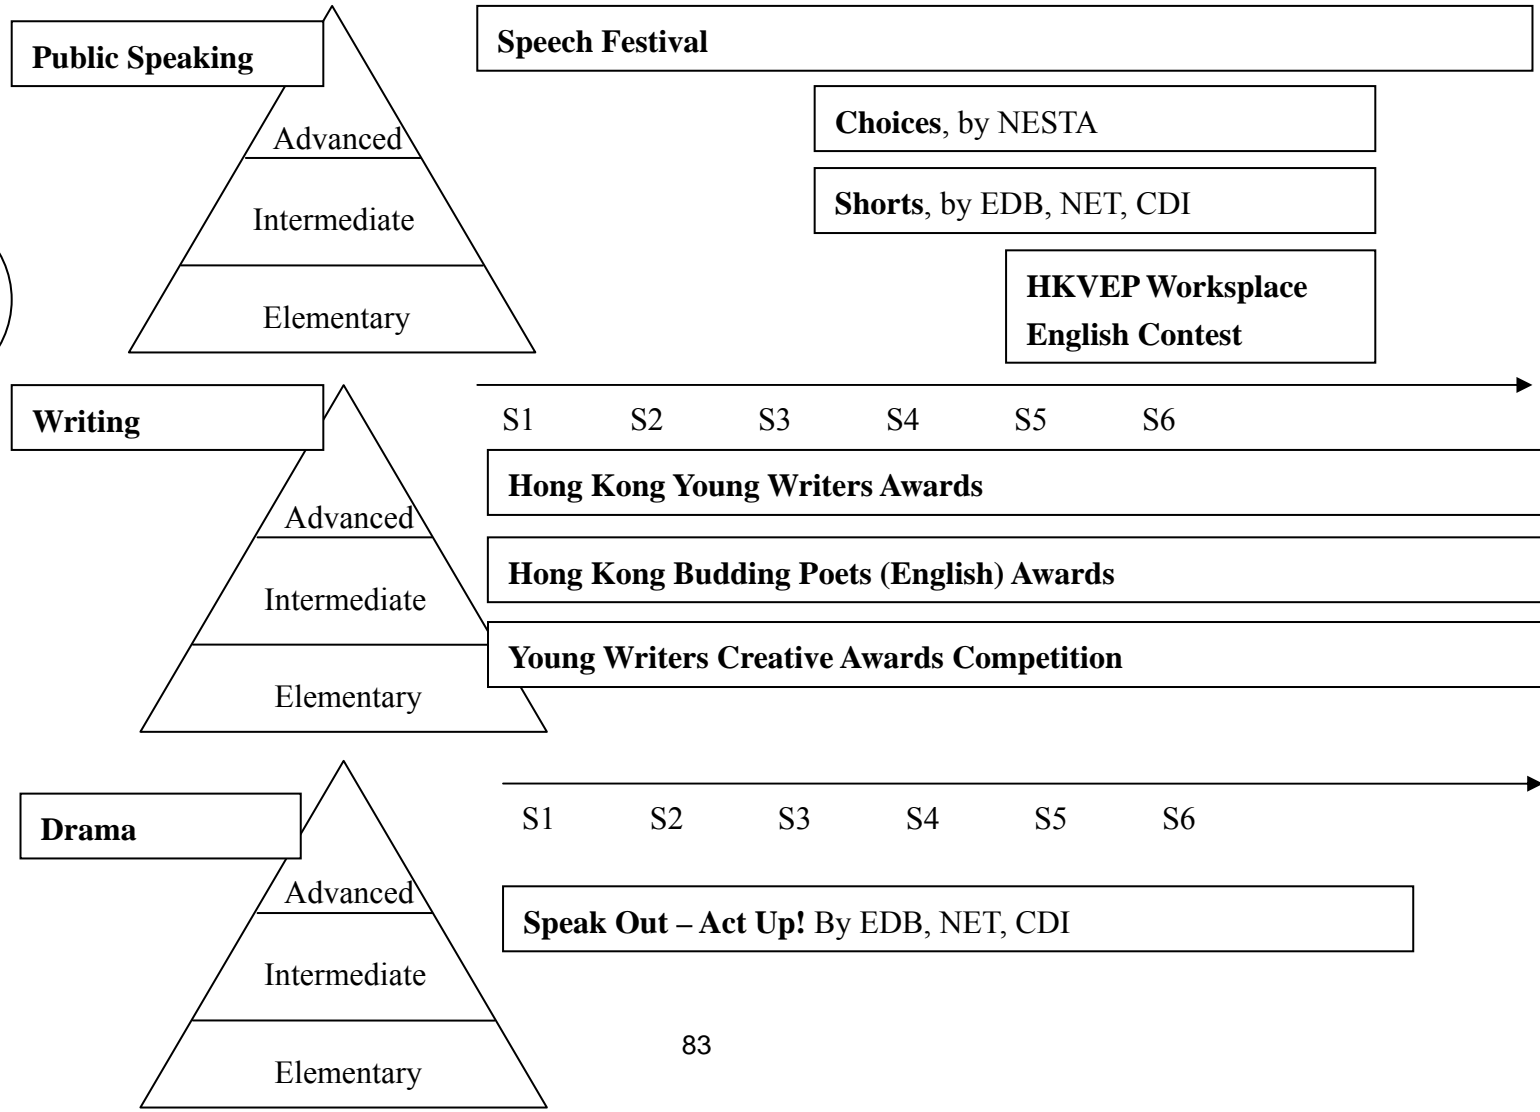 Public Speaking
Advanced
Intermediate
Elementary
Speech Festival
Choices, by NESTA
Shorts, by EDB, NET, CDI
HKVEP Worksplace
English Contest
S1 S2 S3 S4 S5 S6
Writing
Advanced
Intermediate
Elementary
Hong Kong Young Writers Awards
Hong Kong Budding Poets (English) Awards
Young Writers Creative Awards Competition
S1 S2 S3 S4 S5 S6
Drama
Advanced
Intermediate
Elementary
Speak Out – Act Up! By EDB, NET, CDI
83